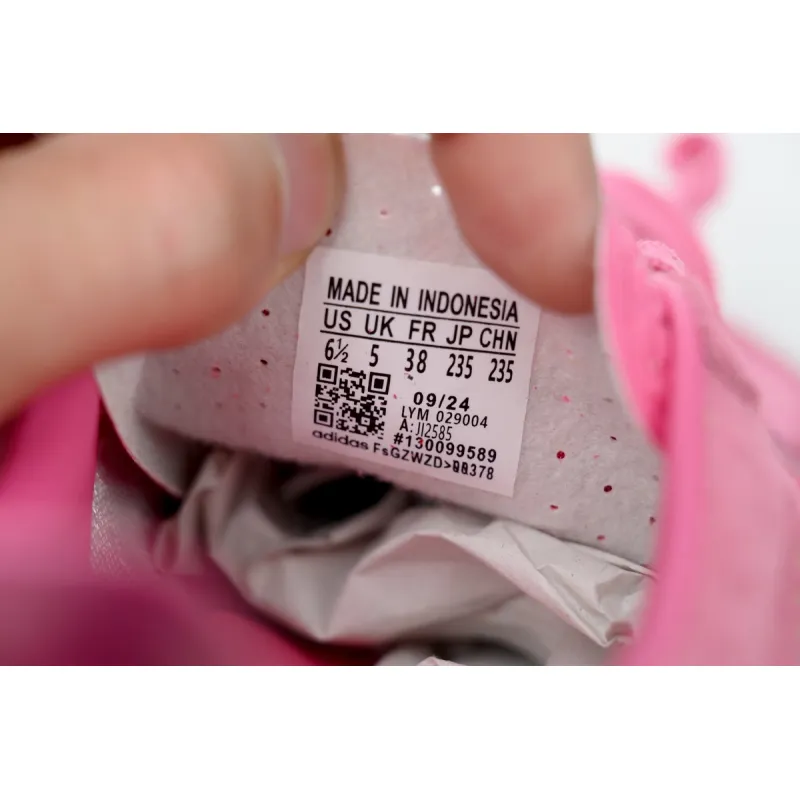 MADE IN INDONESIA
US UK FR JP CHN
6½ 5 38 235 235
09/24
LYM 029004
A: JI2585
#130099589
adidas